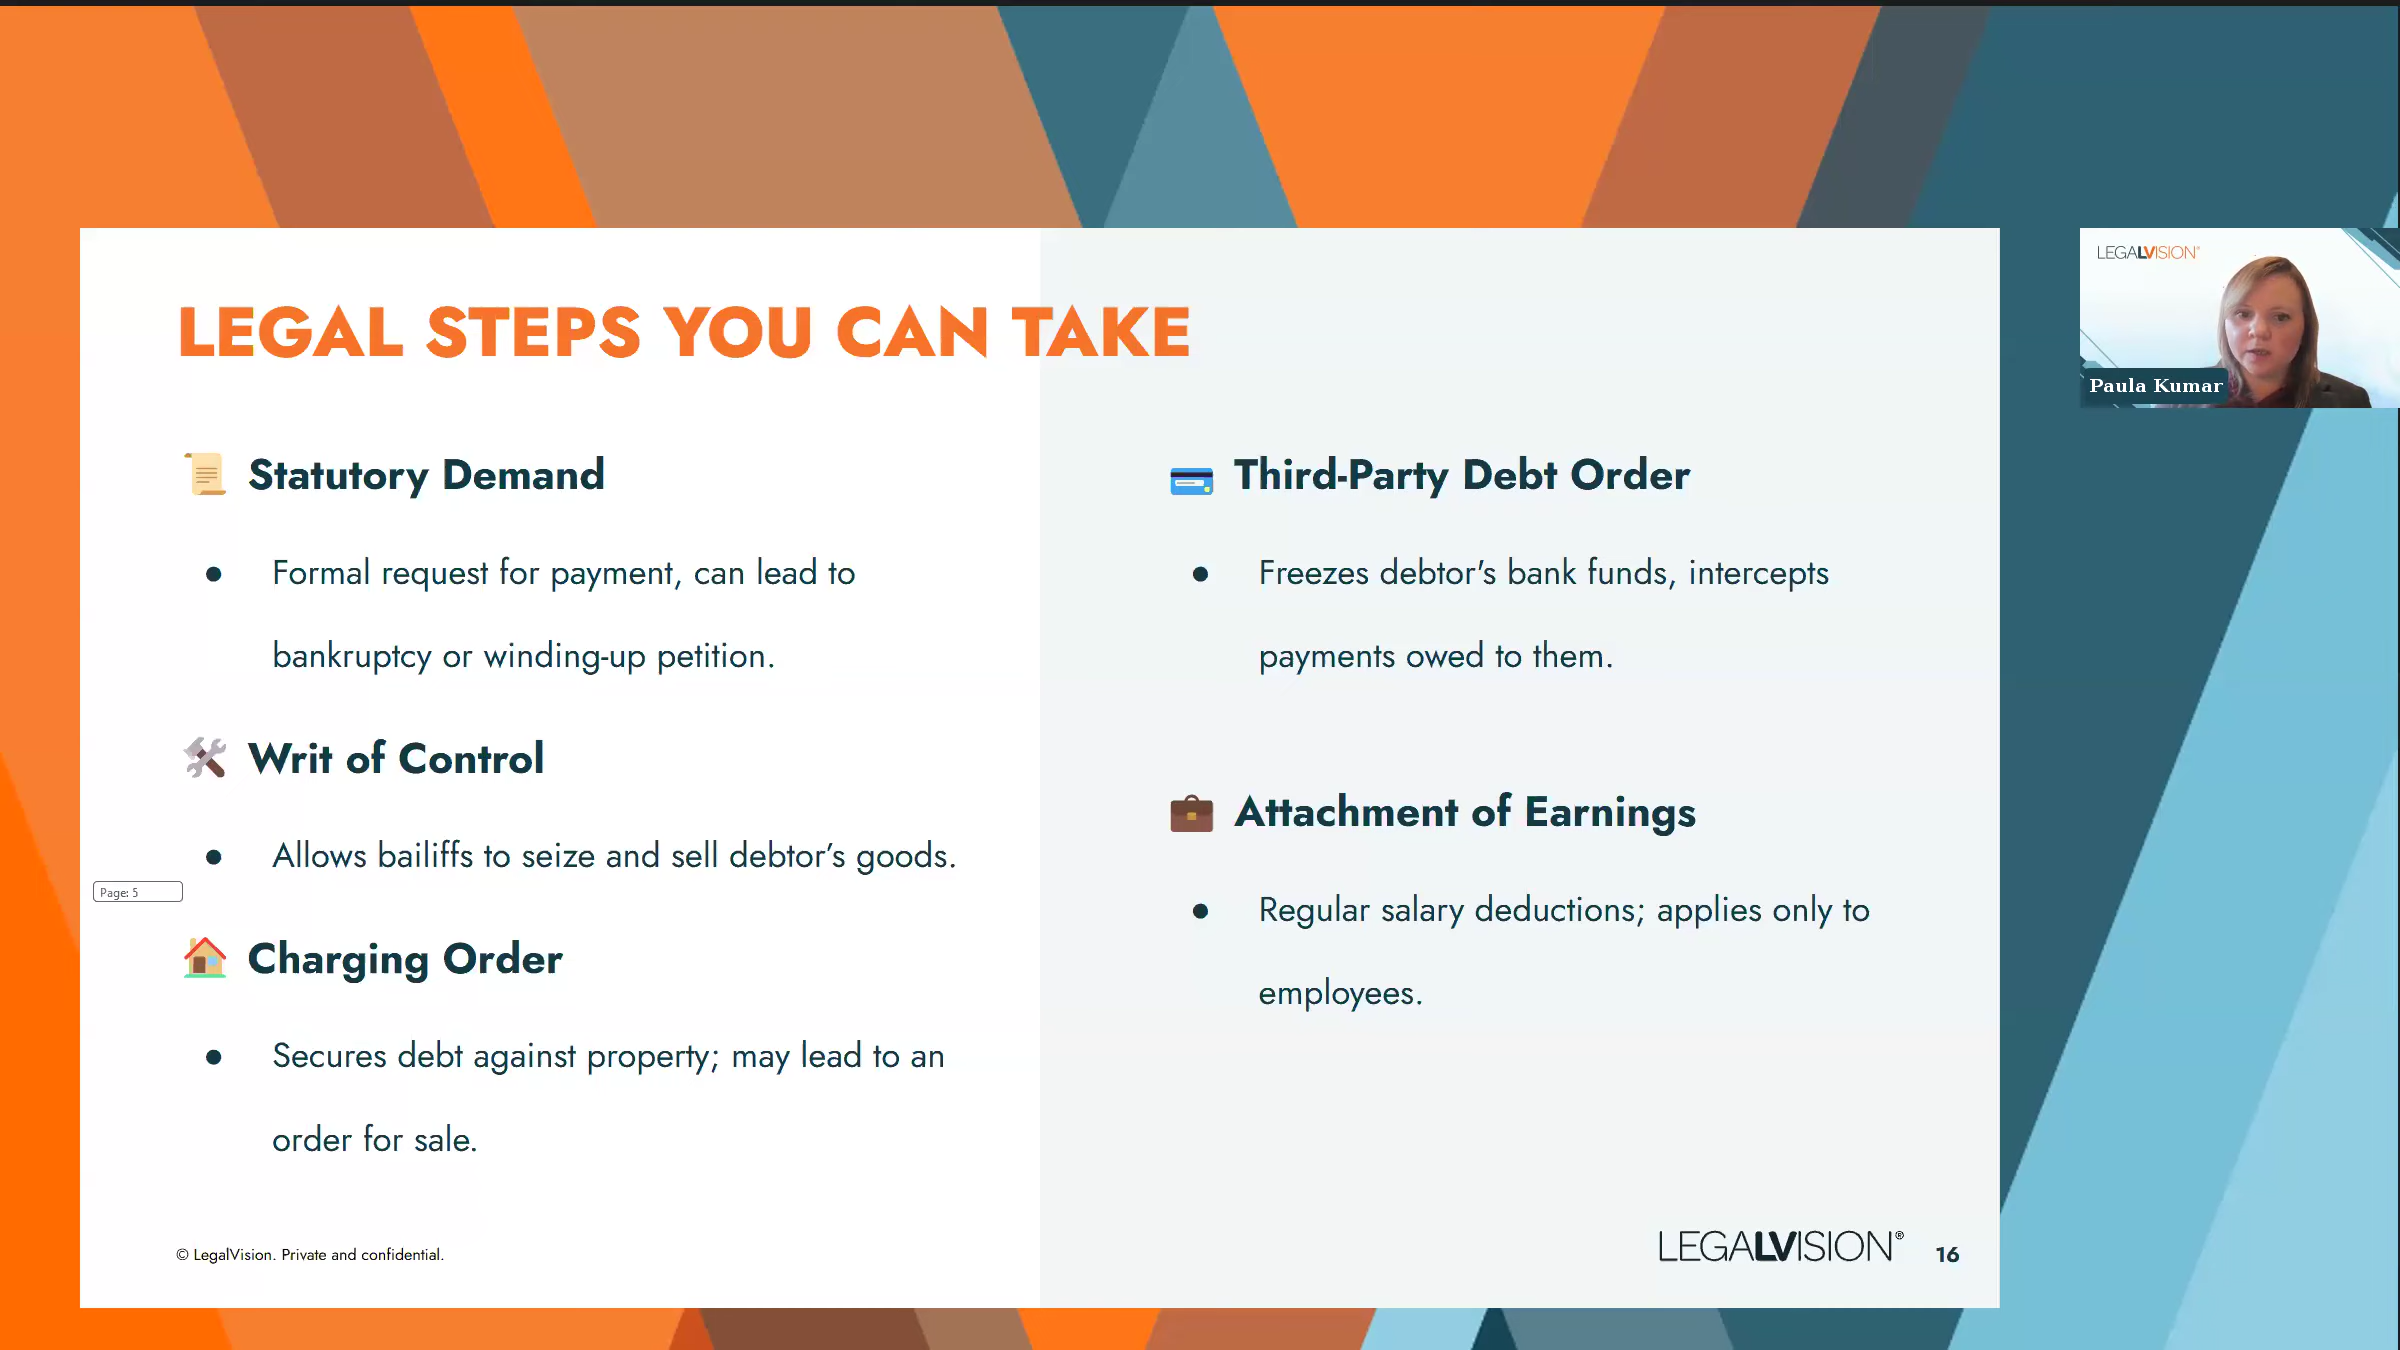 LEGAL STEPS YOU CAN TAKE
Statutory Demand
● Formal request for payment, can lead to
bankruptcy or winding-up petition.
Writ of Control
● Allows bailiffs to seize and sell debtor’s goods.
Page: 5
Charging Order
● Secures debt against property; may lead to an
order for sale.
Third-Party Debt Order
● Freezes debtor's bank funds, intercepts
payments owed to them.
Attachment of Earnings
● Regular salary deductions; applies only to
employees.
© LegalVision. Private and confidential.
LEGALVISION®
16
LEGALVISION®
Paula Kumar